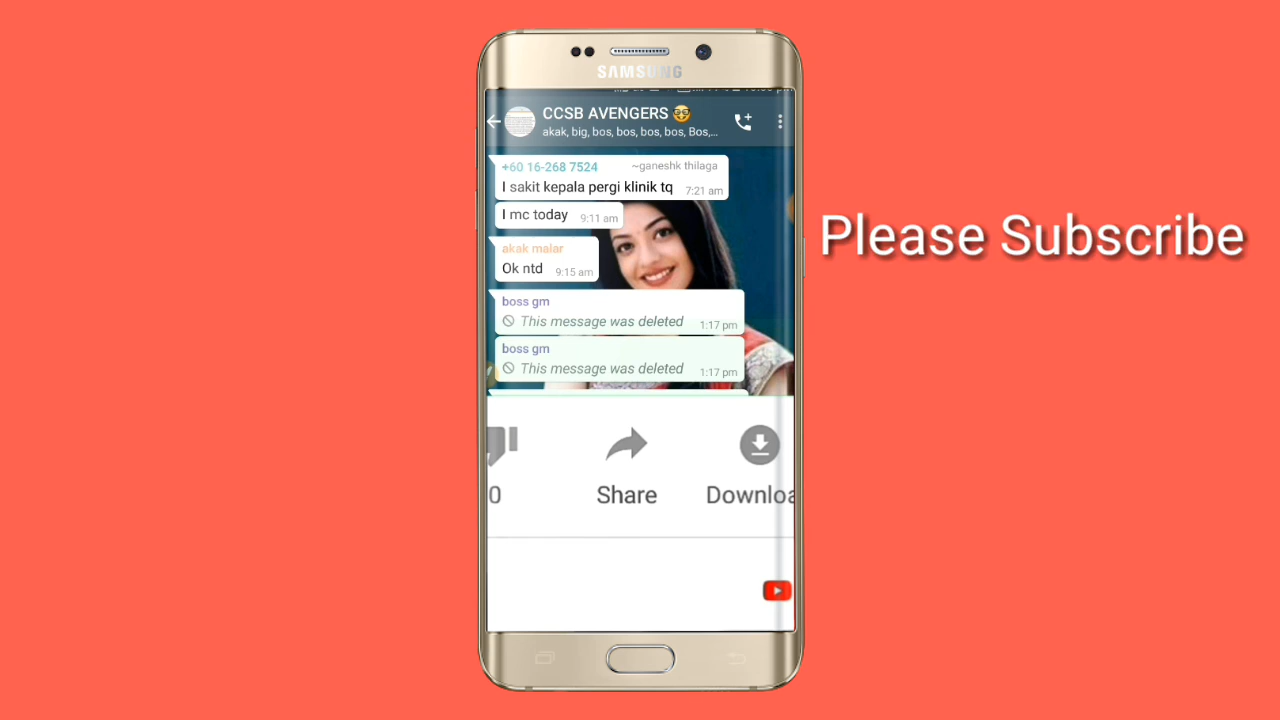 SAMSUNG
CCSB AVENGERS
akak, big, bos, bos, bos, bos, Bos,...
+60 16-268 7524 ~ganeshk thilaga
I sakit kepala pergi klinik tq 7:21 am
I mc today 9:11 am
akak malar
Ok ntd 9:15 am
boss gm
This message was deleted 1:17 pm
boss gm
This message was deleted 1:17 pm
0 Share Downloa
Please Subscribe